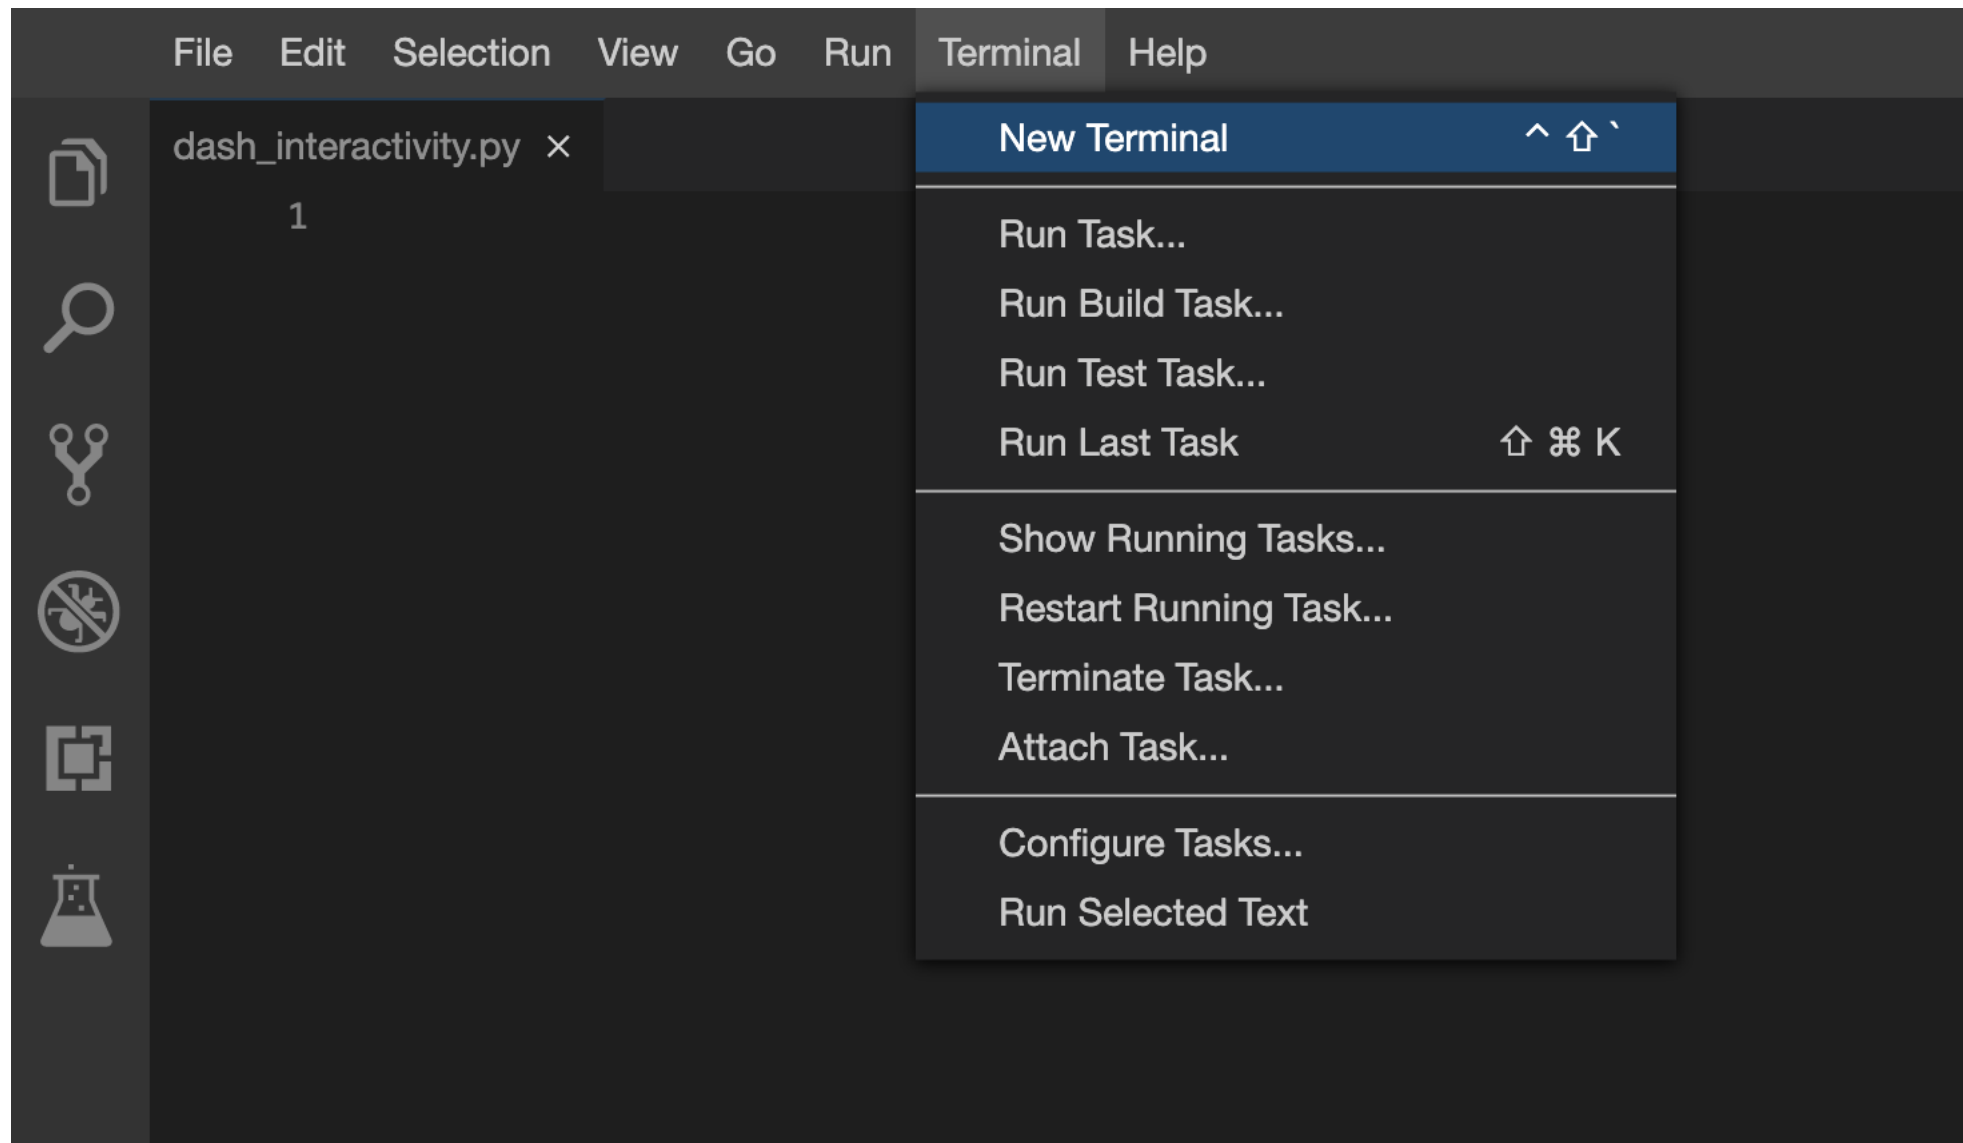 File Edit Selection View Go Run Terminal Help
dash_interactivity.py ×
1
New Terminal ^ ⇧ `
Run Task...
Run Build Task...
Run Test Task...
Run Last Task ⇧ ⌘ K
Show Running Tasks...
Restart Running Task...
Terminate Task...
Attach Task...
Configure Tasks...
Run Selected Text